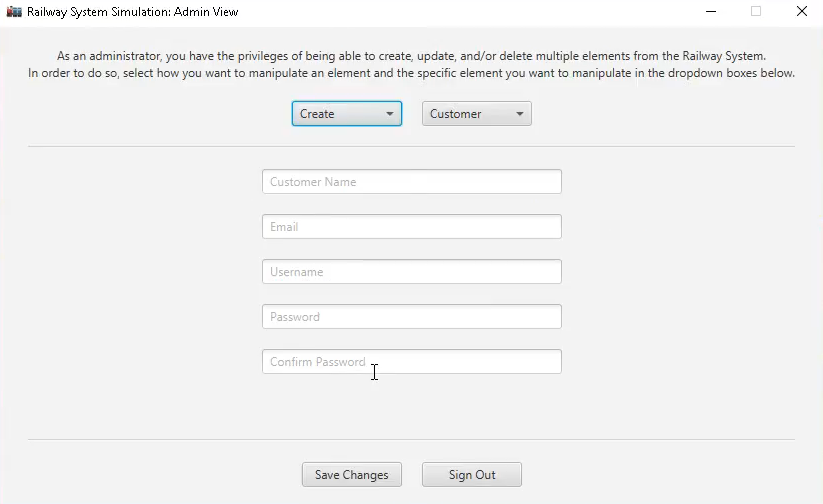 Railway System Simulation: Admin View
As an administrator, you have the privileges of being able to create, update, and/or delete multiple elements from the Railway System.
In order to do so, select how you want to manipulate an element and the specific element you want to manipulate in the dropdown boxes below.
Create Customer
Customer Name
Email
Username
Password
Confirm Password
Save Changes Sign Out